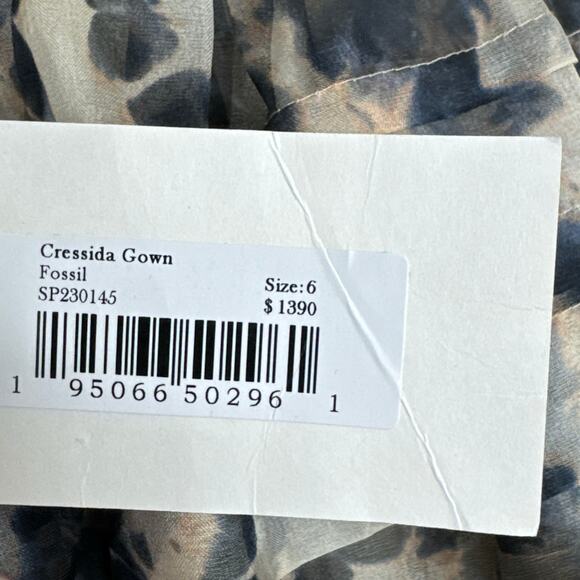 Cressida Gown
Fossil
SP230145
Size: 6
$ 1390
1 95066 50296 1